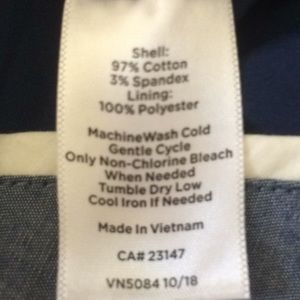 Shell:
97% Cotton
3% Spandex
Lining:
100% Polyester
MachineWash Cold
Gentle Cycle
Only Non-Chlorine Bleach
When Needed
Tumble Dry Low
Cool Iron If Needed
Made In Vietnam
CA# 23147
VN5084 10/18